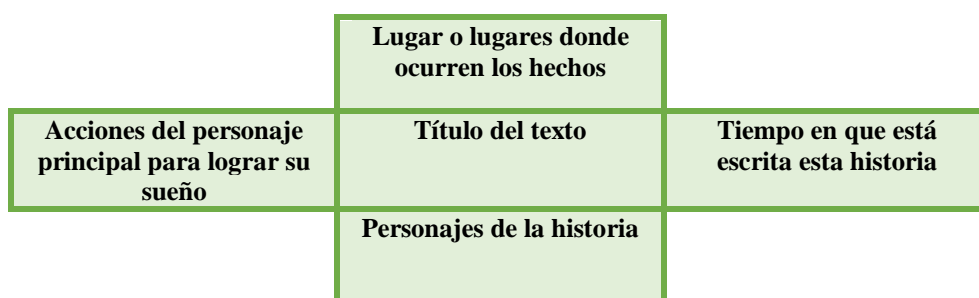 Lugar o lugares donde
ocurren los hechos
Acciones del personaje
principal para lograr su
sueño
Título del texto
Tiempo en que está
escrita esta historia
Personajes de la historia